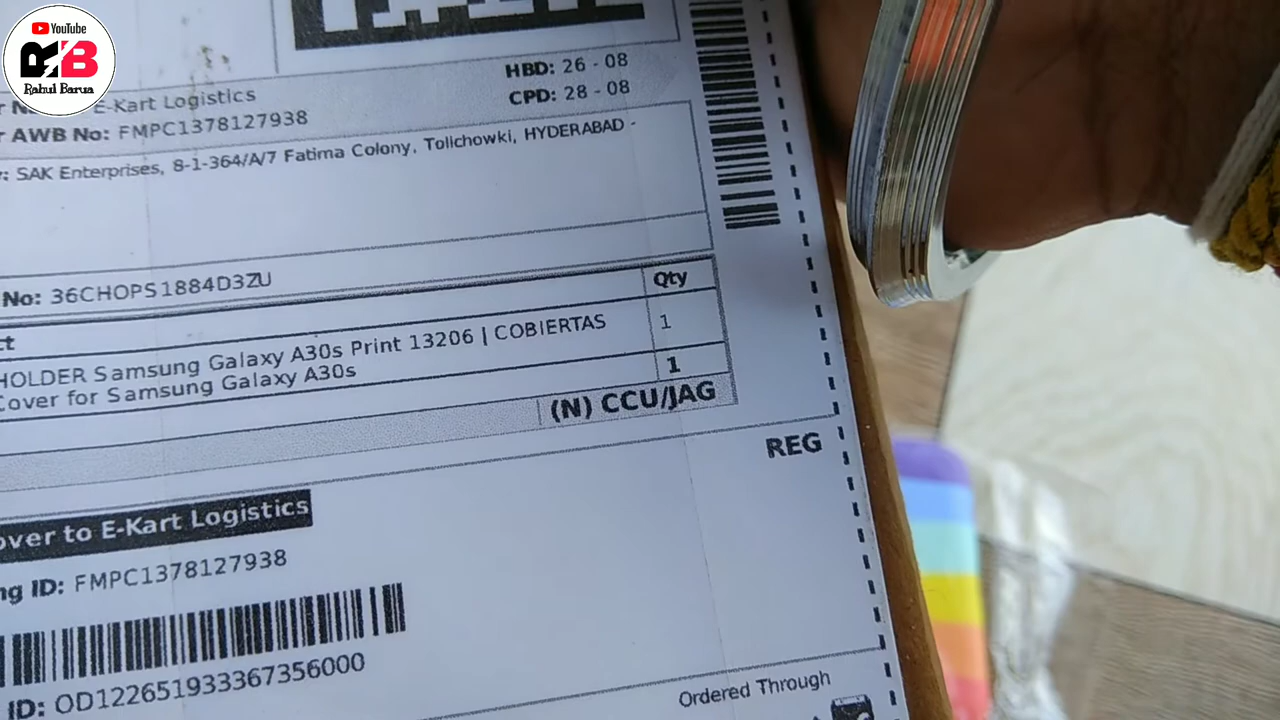 YouTube
RB
Rahul Barua
HBD: 26 - 08
CPD: 28 - 08
E-Kart Logistics
AWB No: FMPC1378127938
SAK Enterprises, 8-1-364/A/7 Fatima Colony, Tolichowki, HYDERABAD -
No: 36CHOPS1884D3ZU
Qty
HOLDER Samsung Galaxy A30s Print 13206 | COBIERTAS
1
Cover for Samsung Galaxy A30s
1
(N) CCU/JAG
REG
over to E-Kart Logistics
ng ID: FMPC1378127938
ID: OD122651933367356000
Ordered Through